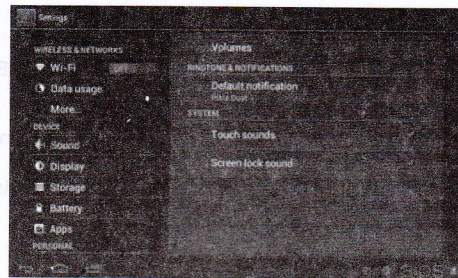 Settings
WIRELESS & NETWORKS
Wi-Fi
Data usage
More...
DEVICE
Sound
Display
Storage
Battery
Apps
PERSONAL
Volumes
RINGTONE & NOTIFICATIONS
Default notification
Touch sounds
SYSTEM
Screen lock sound